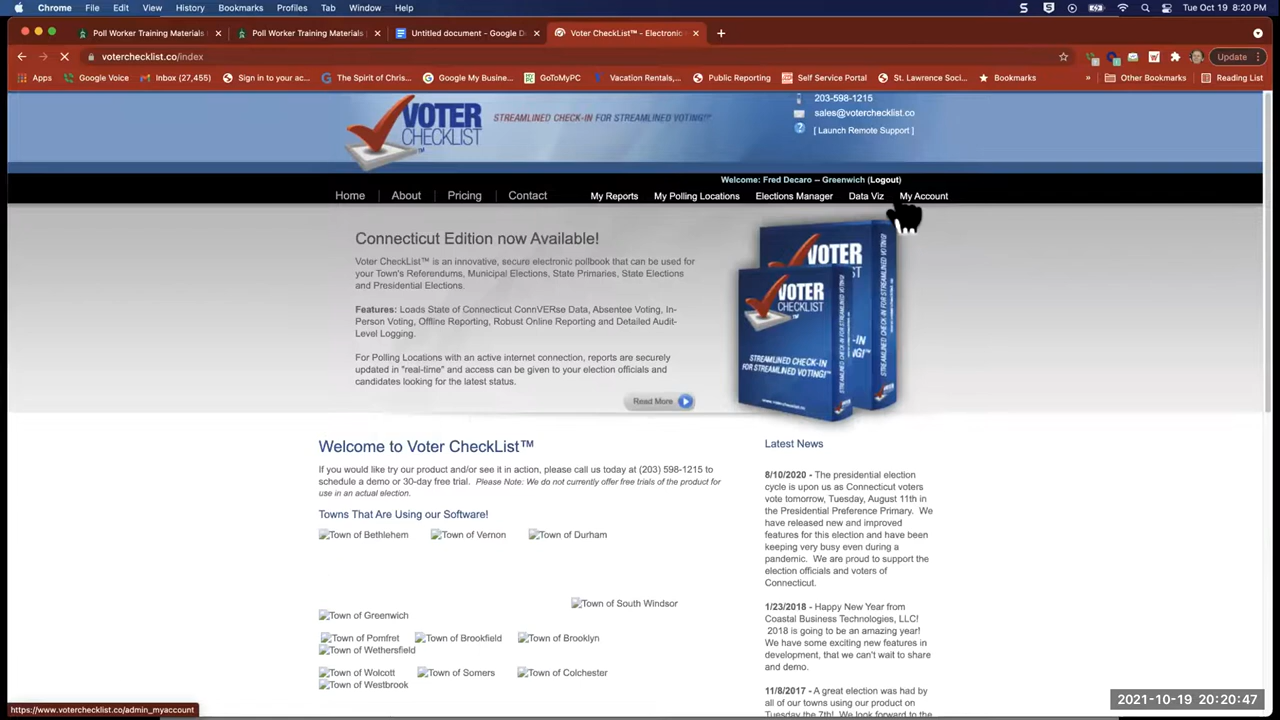 Chrome File Edit View History Bookmarks Profiles Tab Window Help Tue Oct 19 8:20 PM
Poll Worker Training Materials Poll Worker Training Materials Untitled document - Google D Voter CheckList™ - Electronic
voterchecklist.co/index Update
Apps Google Voice Inbox (27,455) Sign in to your ac... The Spirit of Chris... Google My Busine... GoToMyPC Vacation Rentals,... Public Reporting Self Service Portal St. Lawrence Soci... Bookmarks » Other Bookmarks Reading List
203-598-1215
VOTER CHECKLIST™
STREAMLINED CHECK-IN FOR STREAMLINED VOTING!™
sales@voterchecklist.co
[ Launch Remote Support ]
Welcome: Fred Decaro -- Greenwich (Logout)
Home About Pricing Contact My Reports My Polling Locations Elections Manager Data Viz My Account
Connecticut Edition now Available!
Voter CheckList™ is an innovative, secure electronic pollbook that can be used for
your Town's Referendums, Municipal Elections, State Primaries, State Elections
and Presidential Elections.
Features: Loads State of Connecticut ConnVERse Data, Absentee Voting, In-
Person Voting, Offline Reporting, Robust Online Reporting and Detailed Audit-
Level Logging.
For Polling Locations with an active internet connection, reports are securely
updated in "real-time" and access can be given to your election officials and
candidates looking for the latest status.
Read More
VOTER CHECKLIST
VOTER CHECKLIST
STREAMLINED CHECK-IN
FOR STREAMLINED VOTING!
Welcome to Voter CheckList™
If you would like try our product and/or see it in action, please call us today at (203) 598-1215 to
schedule a demo or 30-day free trial. Please Note: We do not currently offer free trials of the product for
use in an actual election.
Towns That Are Using our Software!
Town of Bethlehem Town of Vernon Town of Durham
Town of South Windsor
Town of Greenwich
Town of Pomfret Town of Brookfield Town of Brooklyn
Town of Wethersfield
Town of Wolcott Town of Somers Town of Colchester
Town of Westbrook
Latest News
8/10/2020 - The presidential election
cycle is upon us as Connecticut voters
vote tomorrow, Tuesday, August 11th in
the Presidential Preference Primary. We
have released new and improved
features for this election and have been
keeping very busy even during a
pandemic. We are proud to support the
election officials and voters of
Connecticut.
1/23/2018 - Happy New Year from
Coastal Business Technologies, LLC!
2018 is going to be an amazing year!
We have some exciting new features in
development, that we can't wait to share
and demo.
11/8/2017 - A great election was had by
all of our towns using our product on
Tuesday the 7th! We look forward to the
https://www.voterchecklist.co/admin_myaccount
2021-10-19 20:20:47